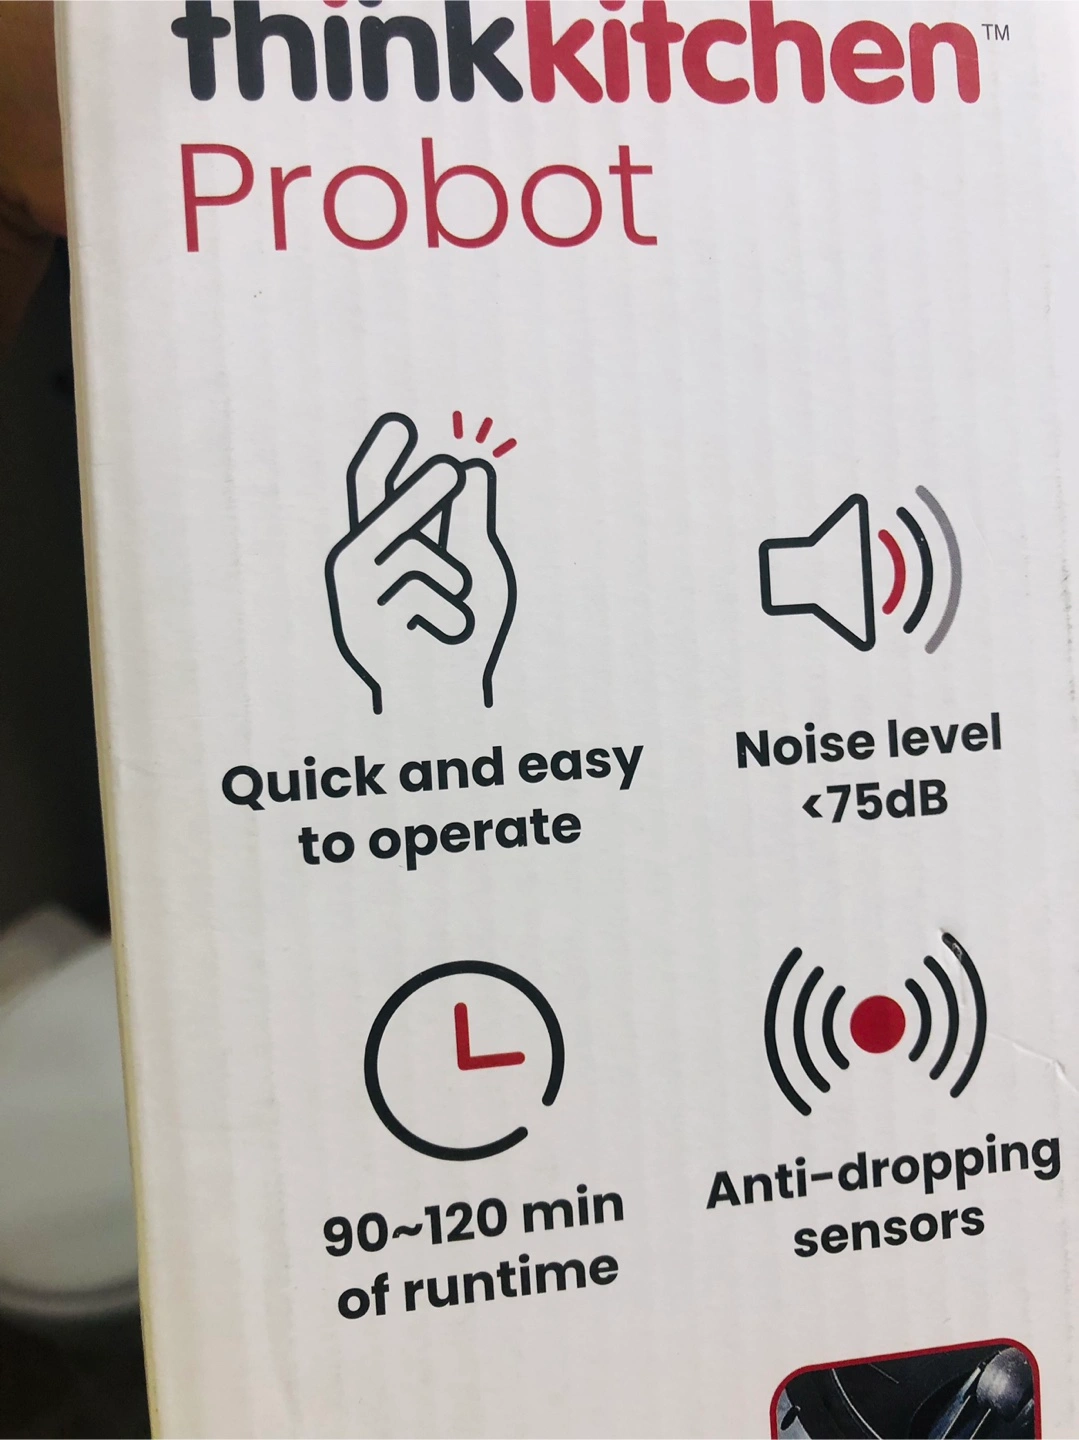 thinkkitchen™
Probot
Quick and easy
to operate
Noise level
<75dB
90~120 min
of runtime
Anti-dropping
sensors